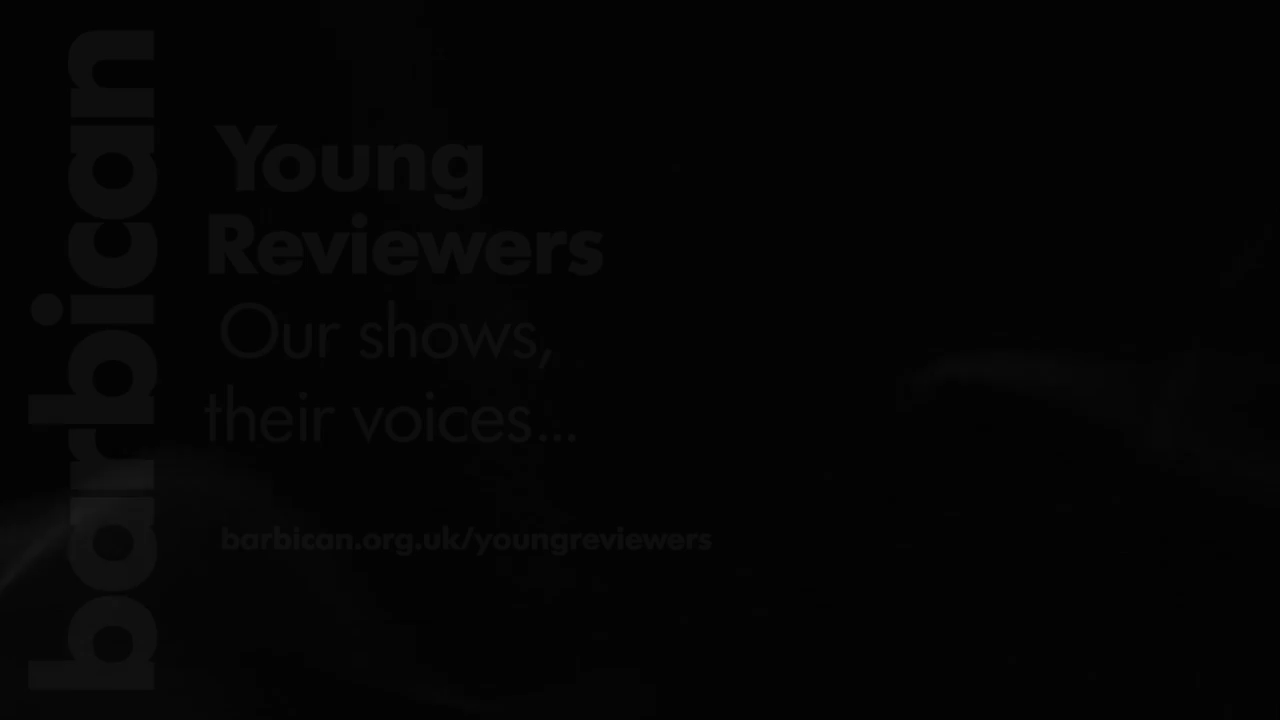 barbican
Young
Reviewers
Our shows,
their voices...
barbican.org.uk/youngreviewers